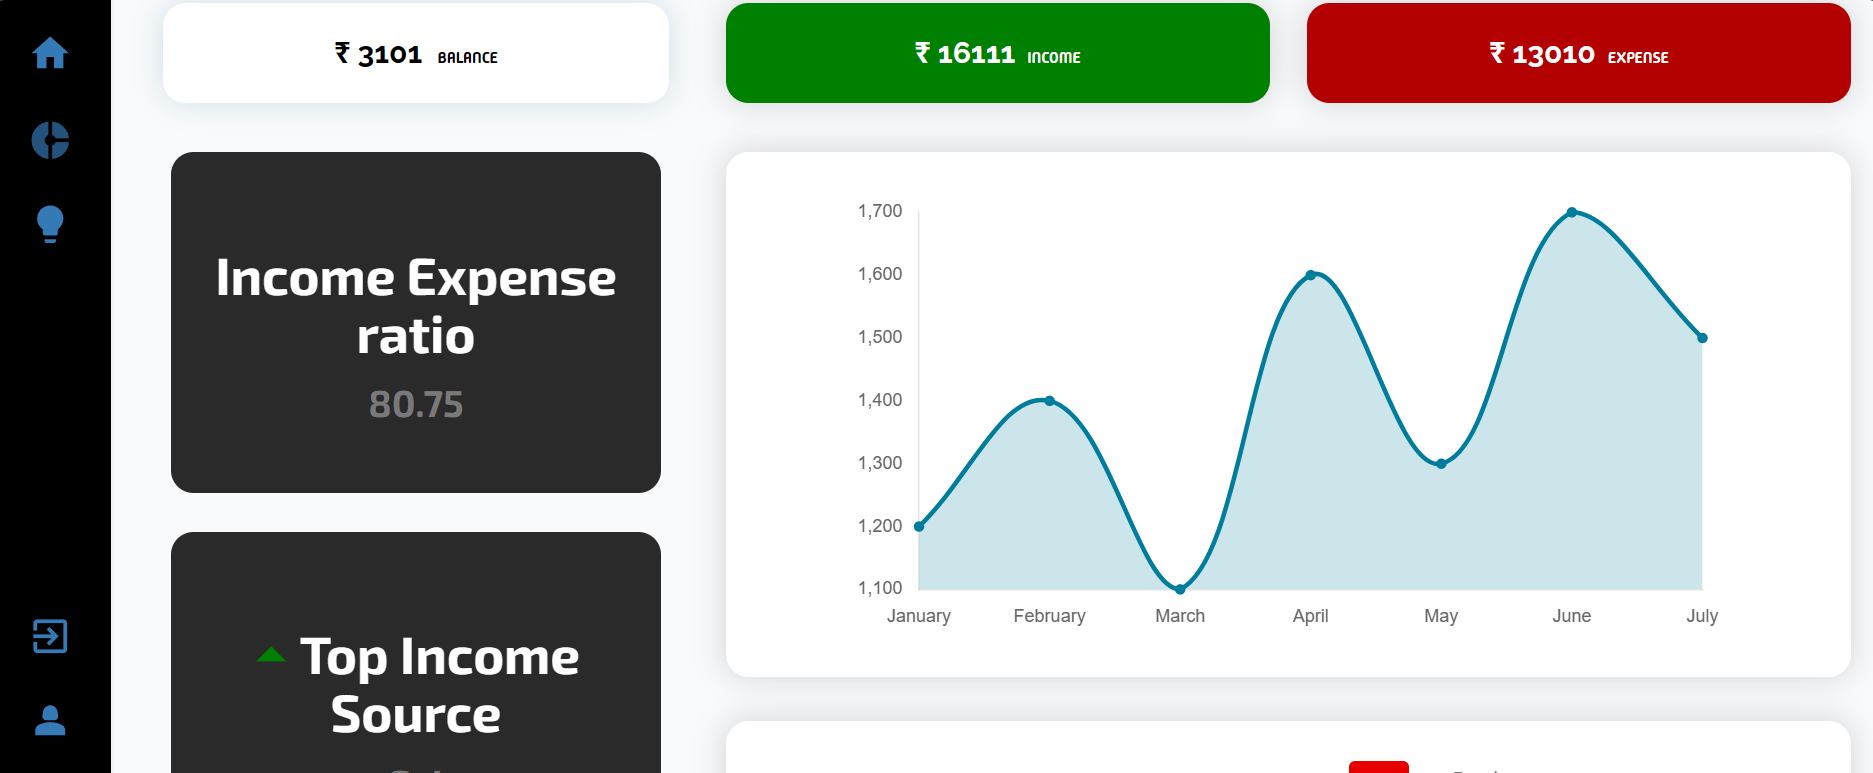 ₹ 3101 BALANCE
₹ 16111 INCOME
₹ 13010 EXPENSE
Income Expense
ratio
80.75
Top Income
Source
1,700
1,600
1,500
1,400
1,300
1,200
1,100
January February March April May June July